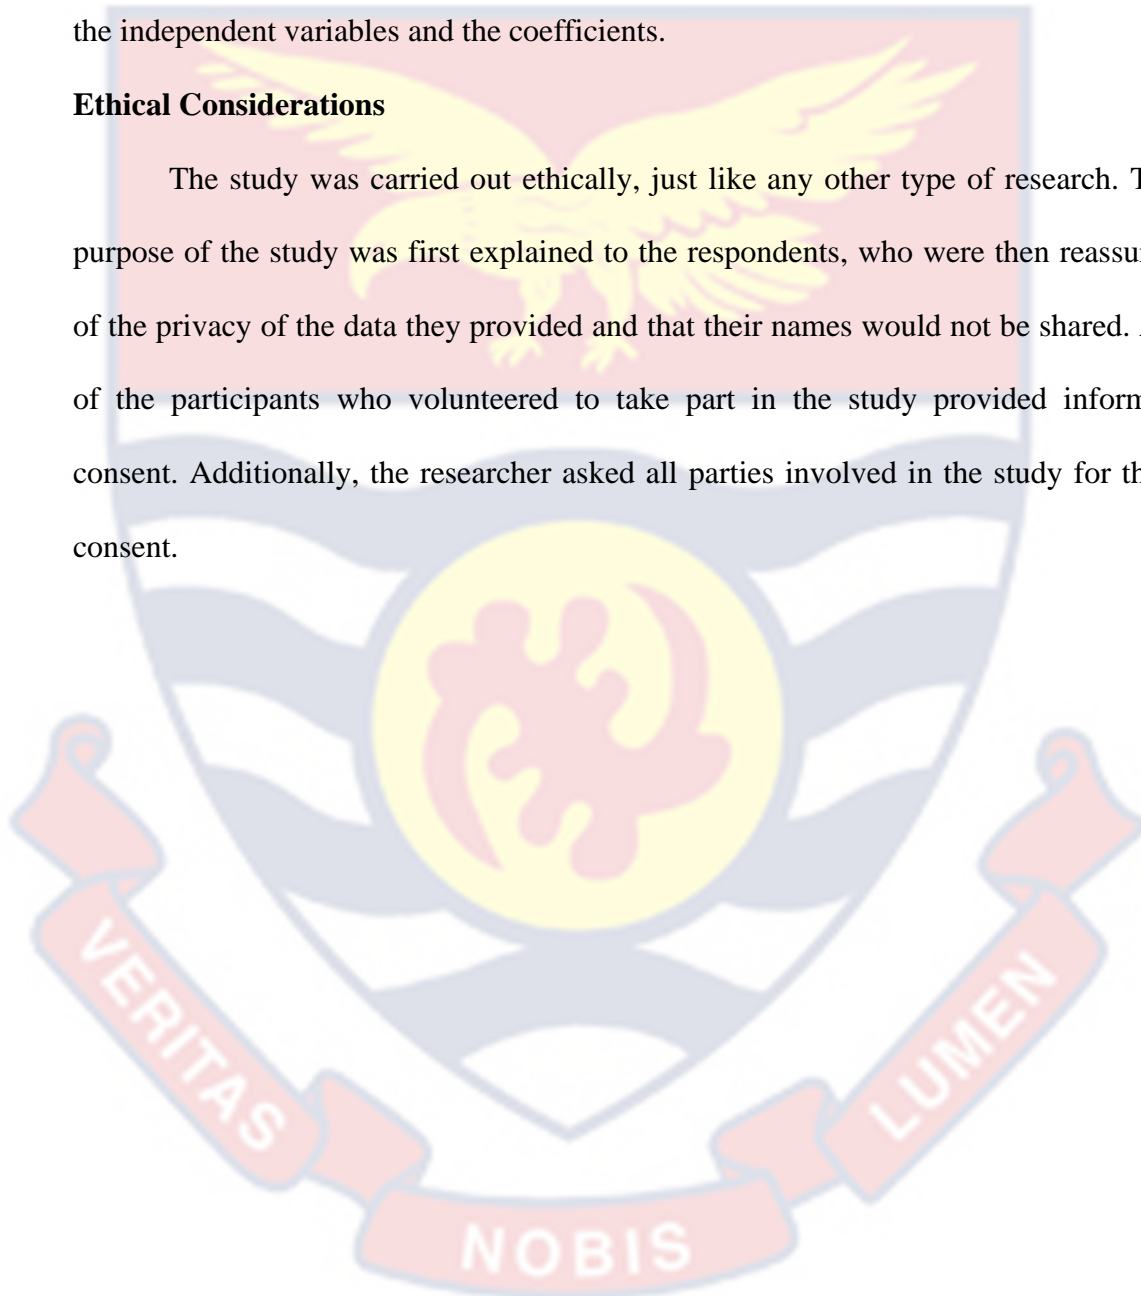 the independent variables and the coefficients.
Ethical Considerations
The study was carried out ethically, just like any other type of research. T
purpose of the study was first explained to the respondents, who were then reassu
of the privacy of the data they provided and that their names would not be shared.
of the participants who volunteered to take part in the study provided inform
consent. Additionally, the researcher asked all parties involved in the study for th
consent.
VERITAS
NOBIS
LUMEN